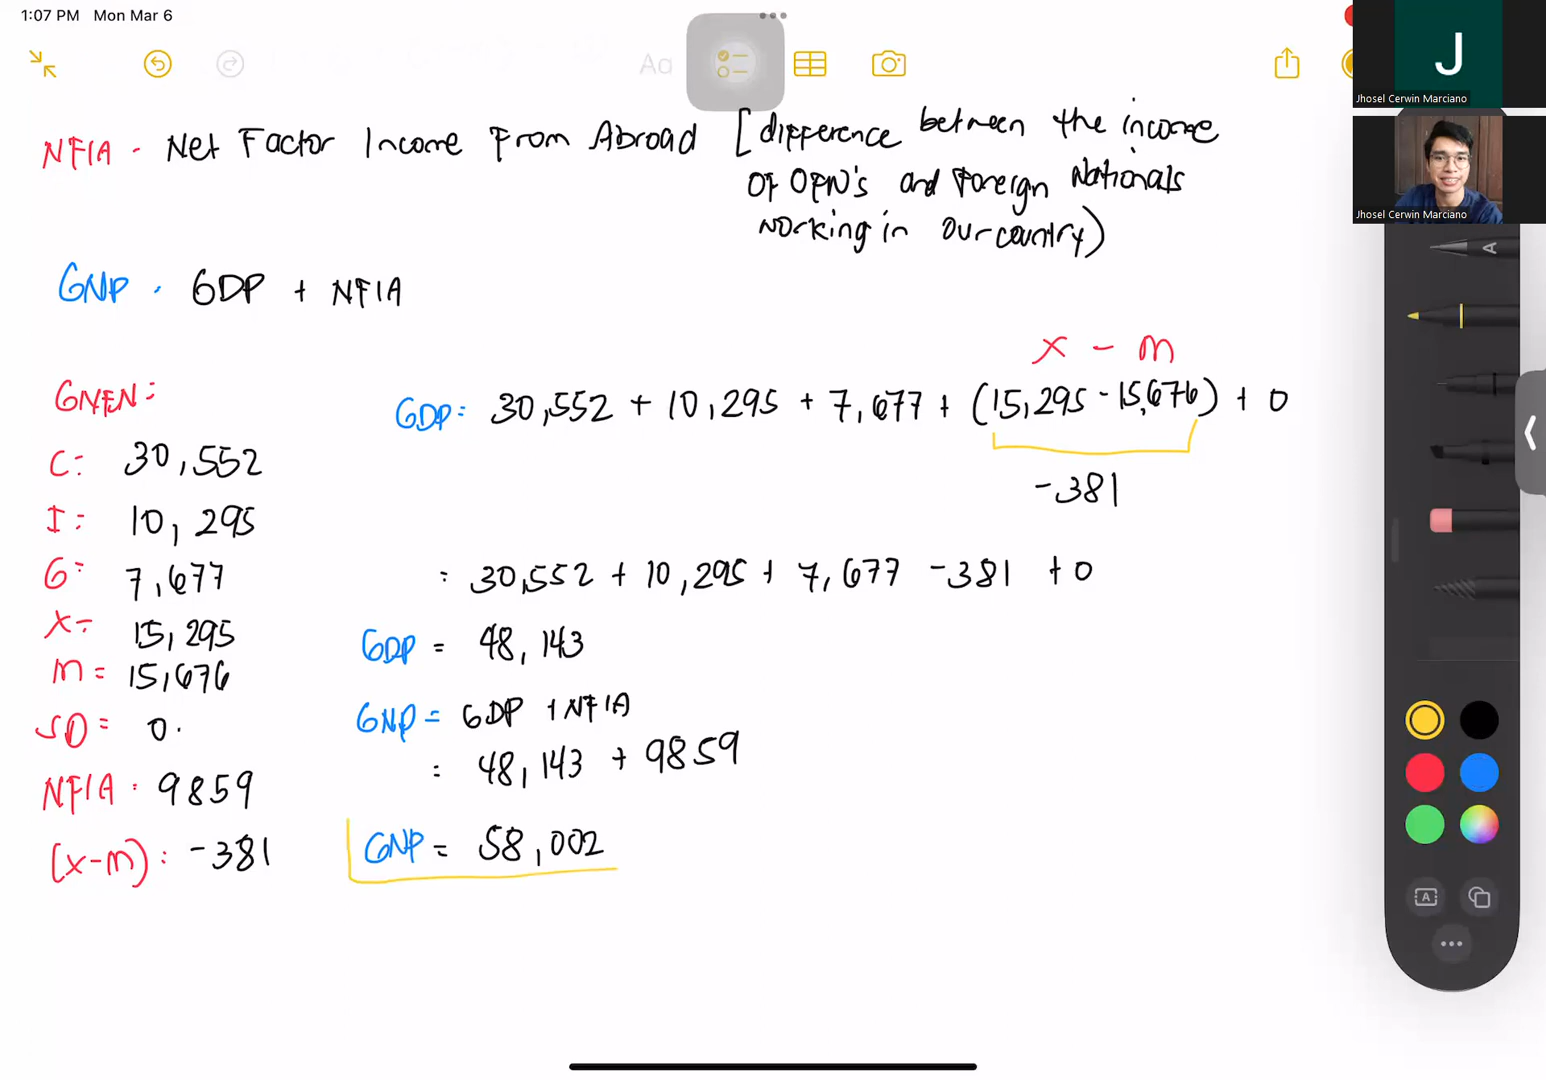 1:07 PM Mon Mar 6
Aa
J
Jhosel Cerwin Marciano
Jhosel Cerwin Marciano
NFIA - Net Factor Income From Abroad [difference between the income
OF OFW's and Foreign Nationals
working in our country)
GNP - GDP + NFIA
X - M
GIVEN:
GDP: 30,552 + 10,295 + 7,677 + (15,295 - 15,676) + 0
-381
C: 30,552
I: 10,295
G: 7,677
X: 15,295
M = 15,676
SD = 0.
NFIA: 9859
(X-M): -381
= 30,552 + 10,295 + 7,677 - 381 + 0
GDP = 48,143
GNP = GDP + NFIA
= 48,143 + 9859
GNP = 58,002
A
A